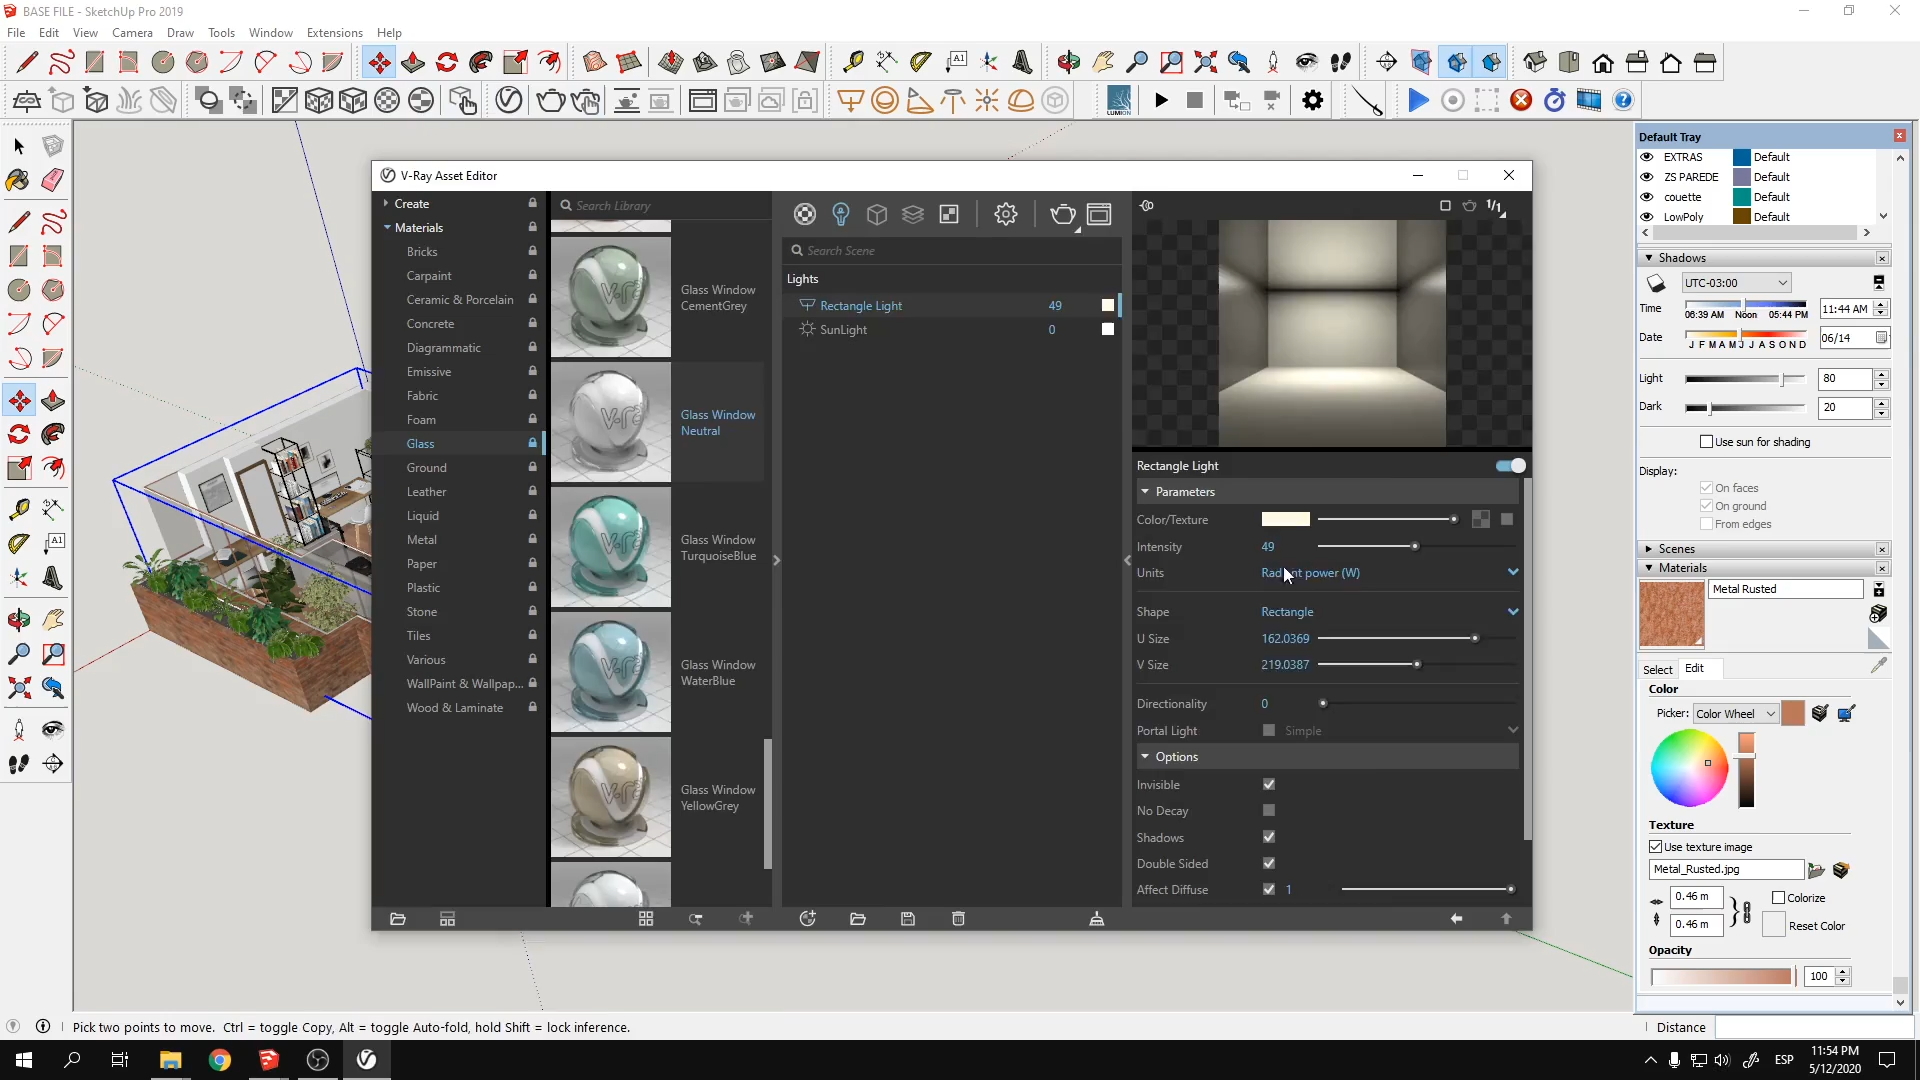 BASE FILE - SketchUp Pro 2019
File Edit View Camera Draw Tools Window Extensions Help
LUMION
V-Ray Asset Editor
Create
Materials
Bricks
Carpaint
Ceramic & Porcelain
Concrete
Diagrammatic
Emissive
Fabric
Foam
Glass
Ground
Leather
Liquid
Metal
Paper
Plastic
Stone
Tiles
Various
WallPaint & Wallpap...
Wood & Laminate
Search Library
Glass Window
CementGrey
Glass Window
Neutral
Glass Window
TurquoiseBlue
Glass Window
WaterBlue
Glass Window
YellowGrey
Search Scene
Lights
Rectangle Light 49
SunLight 0
1/1
Rectangle Light
Parameters
Color/Texture
Intensity 49
Units Radiant power (W)
Shape Rectangle
U Size 162.0369
V Size 219.0387
Directionality 0
Portal Light Simple
Options
Invisible
No Decay
Shadows
Double Sided
Affect Diffuse 1
Default Tray
EXTRAS Default
ZS PAREDE Default
couette Default
LowPoly Default
Shadows
UTC-03:00
Time 06:39 AM Noon 05:44 PM 11:44 AM
Date J F M A M J J A S O N D 06/14
Light 80
Dark 20
Use sun for shading
Display:
On faces
On ground
From edges
Scenes
Materials
Metal Rusted
Select Edit
Color
Picker: Color Wheel
Texture
Use texture image
Metal_Rusted.jpg
0.46 m Colorize
0.46 m Reset Color
Opacity
100
Pick two points to move. Ctrl = toggle Copy, Alt = toggle Auto-fold, hold Shift = lock inference.
Distance
ESP
11:54 PM
5/12/2020